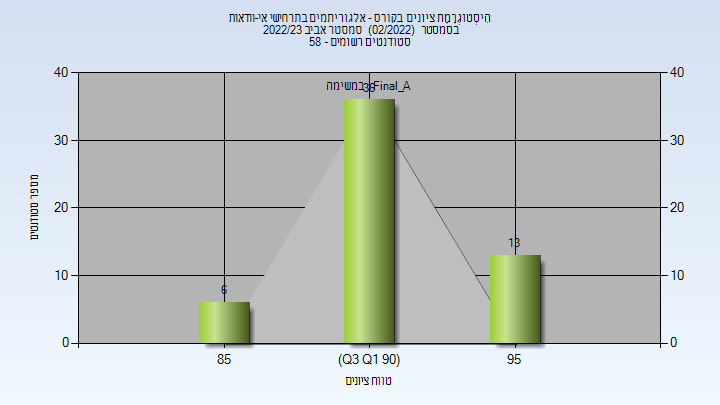 היסטוגרמת ציונים בקורס - אלגוריתמים בתרחישי אי-וודאות
בסמסטר (02/2022) סמסטר אביב 2022/23
סטודנטים רשומים - 58
במשימה Final_A
40
30
20
10
0
40
30
20
10
0
מספר סטודנטים
6
36
13
85
(Q3 Q1 90)
95
טווח ציונים